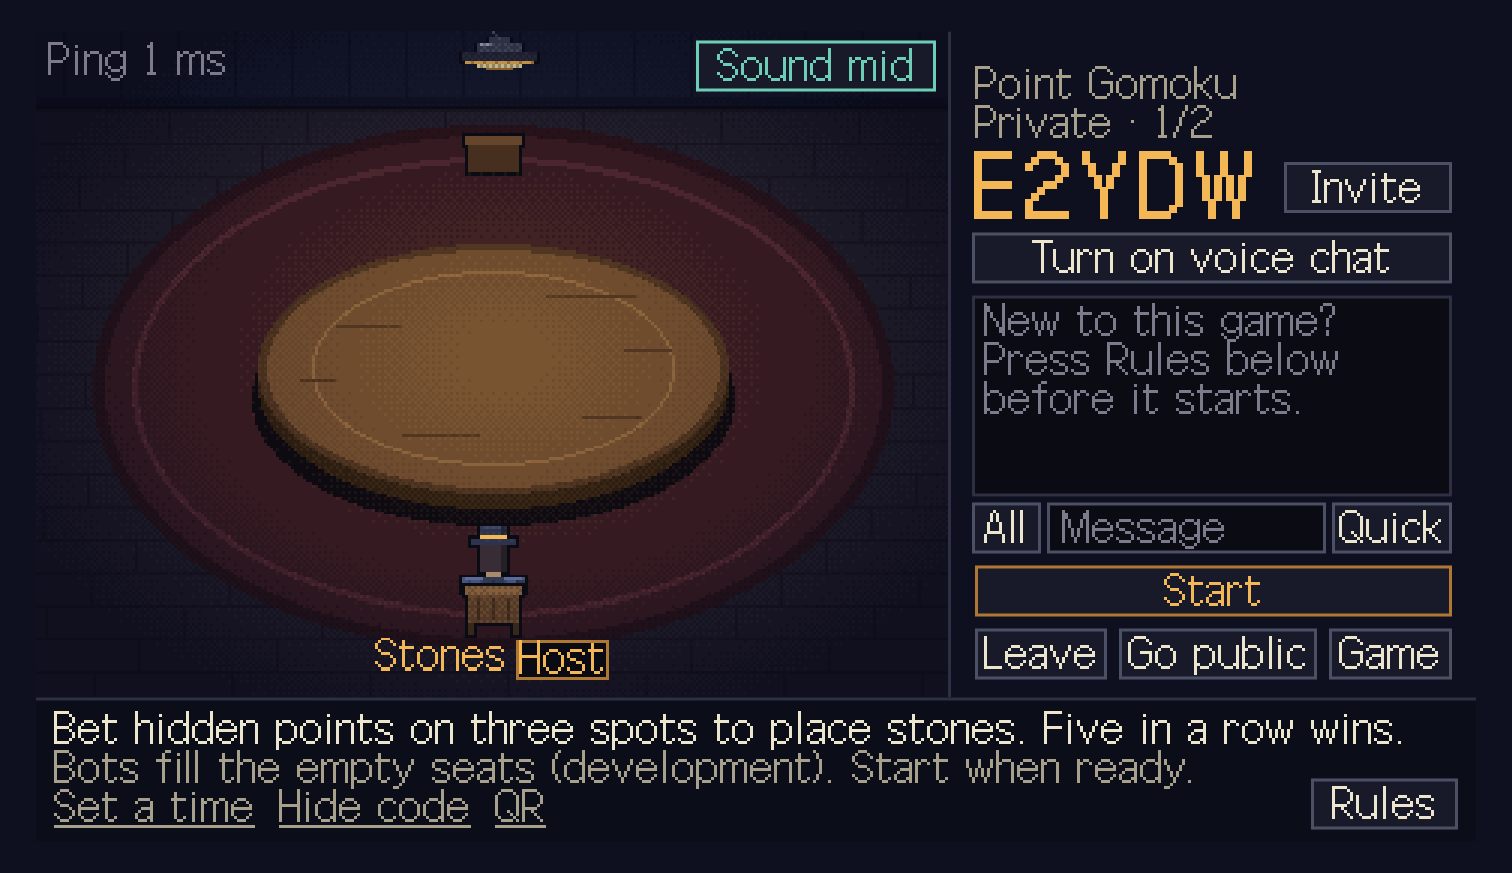 Ping 1 ms
Sound mid
Point Gomoku
Private · 1/2
E2YDW
Invite
Turn on voice chat
New to this game?
Press Rules below
before it starts.
All
Message
Quick
Start
Leave
Go public
Game
Stones Host
Bet hidden points on three spots to place stones. Five in a row wins.
Bots fill the empty seats (development). Start when ready.
Set a time Hide code QR
Rules